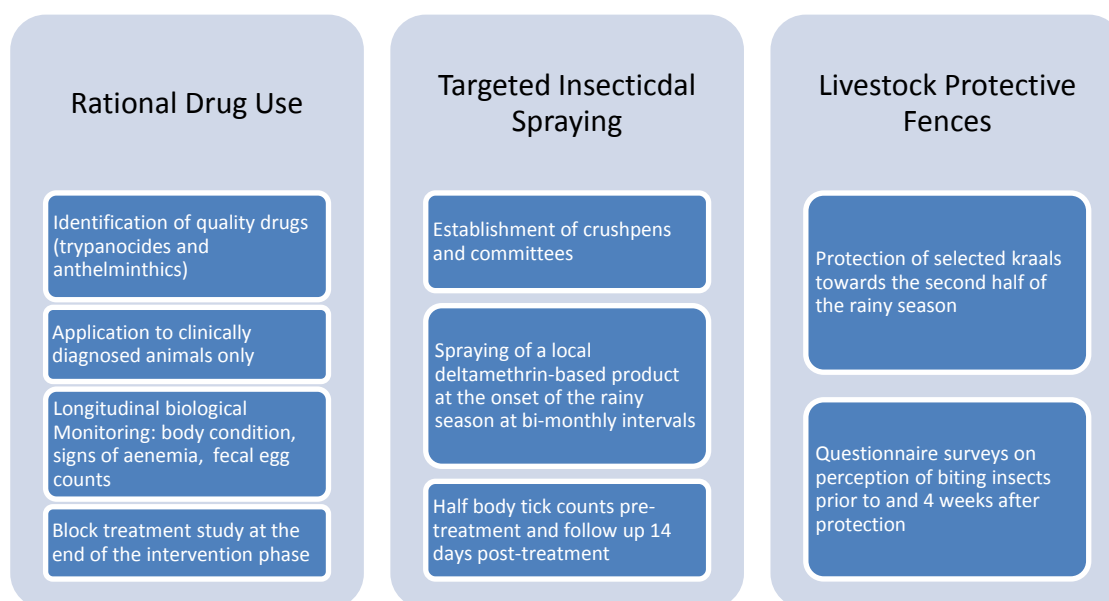 Rational Drug Use
Identification of quality drugs
(trypanocides and
anthelminthics)
Application to clinically
diagnosed animals only
Longitudinal biological
Monitoring: body condition,
signs of aenemia, fecal egg
counts
Block treatment study at the
end of the intervention phase
Targeted Insecticdal
Spraying
Establishment of crushpens
and committees
Spraying of a local
deltamethrin-based product
at the onset of the rainy
season at bi-monthly intervals
Half body tick counts pre-
treatment and follow up 14
days post-treatment
Livestock Protective
Fences
Protection of selected kraals
towards the second half of
the rainy season
Questionnaire surveys on
perception of biting insects
prior to and 4 weeks after
protection